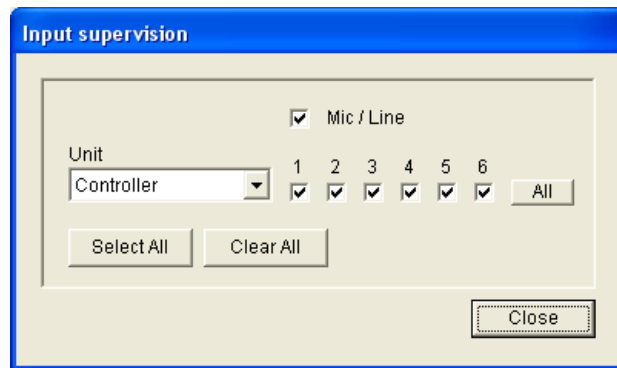 Input supervision
Mic / Line
Unit
1 2 3 4 5 6
Controller
All
Select All Clear All
Close